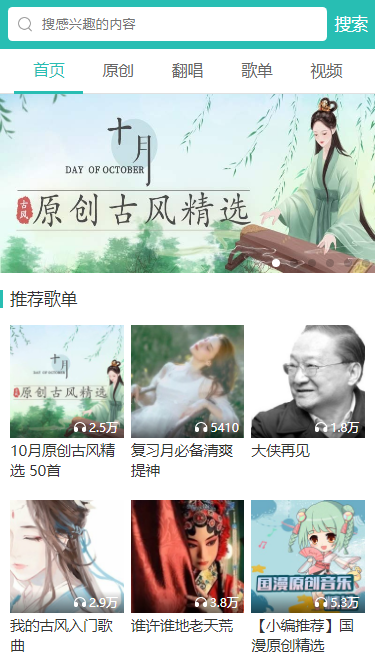 搜感兴趣的内容 搜索
首页 原创 翻唱 歌单 视频
十月
DAY OF OCTOBER
古风 原创古风精选
推荐歌单
十月
原创古风精选
2.5万 5410 1.8万
10月原创古风精 复习月必备清爽 大侠再见
选 50首 提神
国漫原创音乐
2.9万 3.8万 5.3万
我的古风入门歌 谁许谁地老天荒 【小编推荐】国
曲 漫原创精选